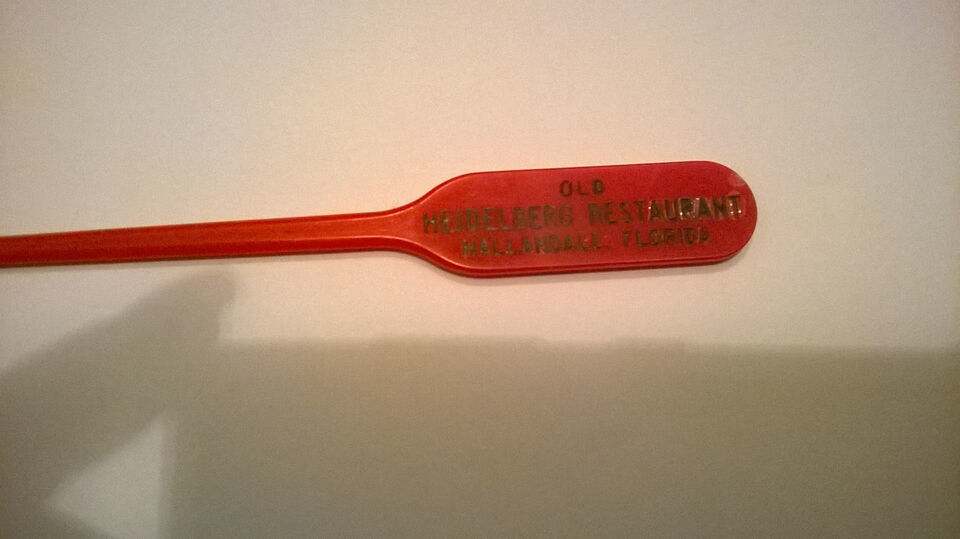 OLD
HEIDELBERG RESTAURANT
HALLANDALE, FLORIDA